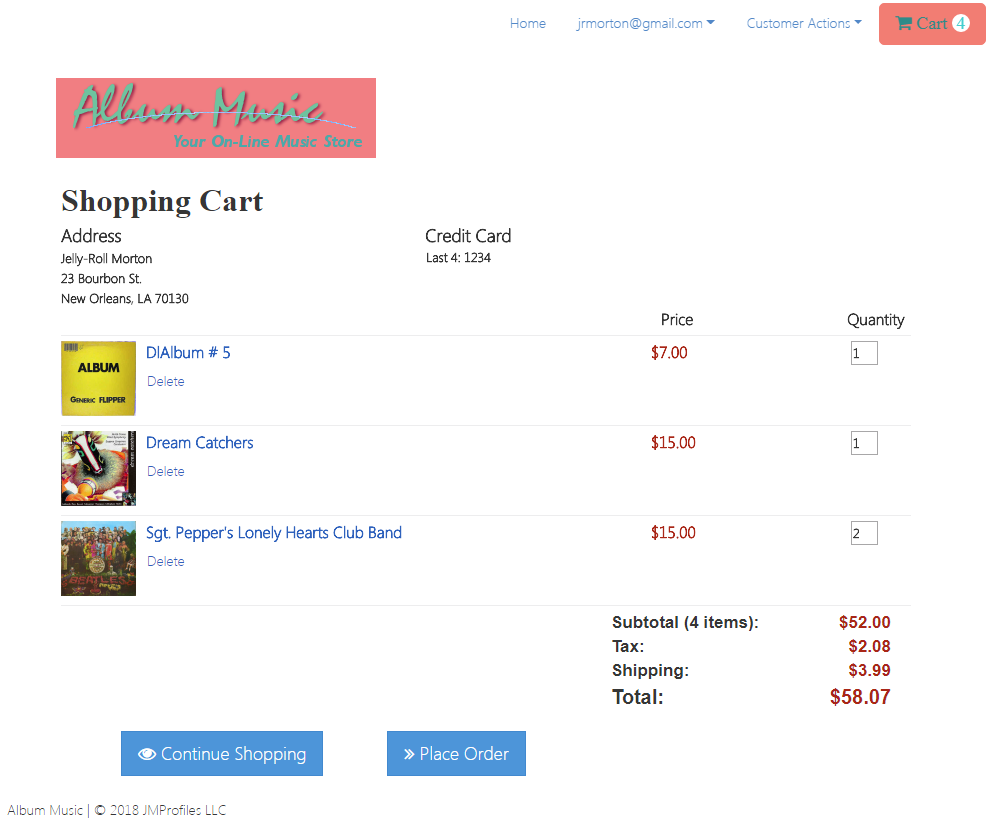 Home jrmorton@gmail.com Customer Actions Cart 4
Album Music
Your On-Line Music Store
Shopping Cart
Address Credit Card
Jelly-Roll Morton Last 4: 1234
23 Bourbon St.
New Orleans, LA 70130
Price Quantity
ALBUM
GENERIC FLIPPER
DlAlbum # 5 $7.00 1
Delete
Dream Catchers $15.00 1
Delete
Sgt. Pepper's Lonely Hearts Club Band $15.00 2
Delete
BEATLES
Subtotal (4 items): $52.00
Tax: $2.08
Shipping: $3.99
Total: $58.07
Continue Shopping Place Order
Album Music | © 2018 JMProfiles LLC